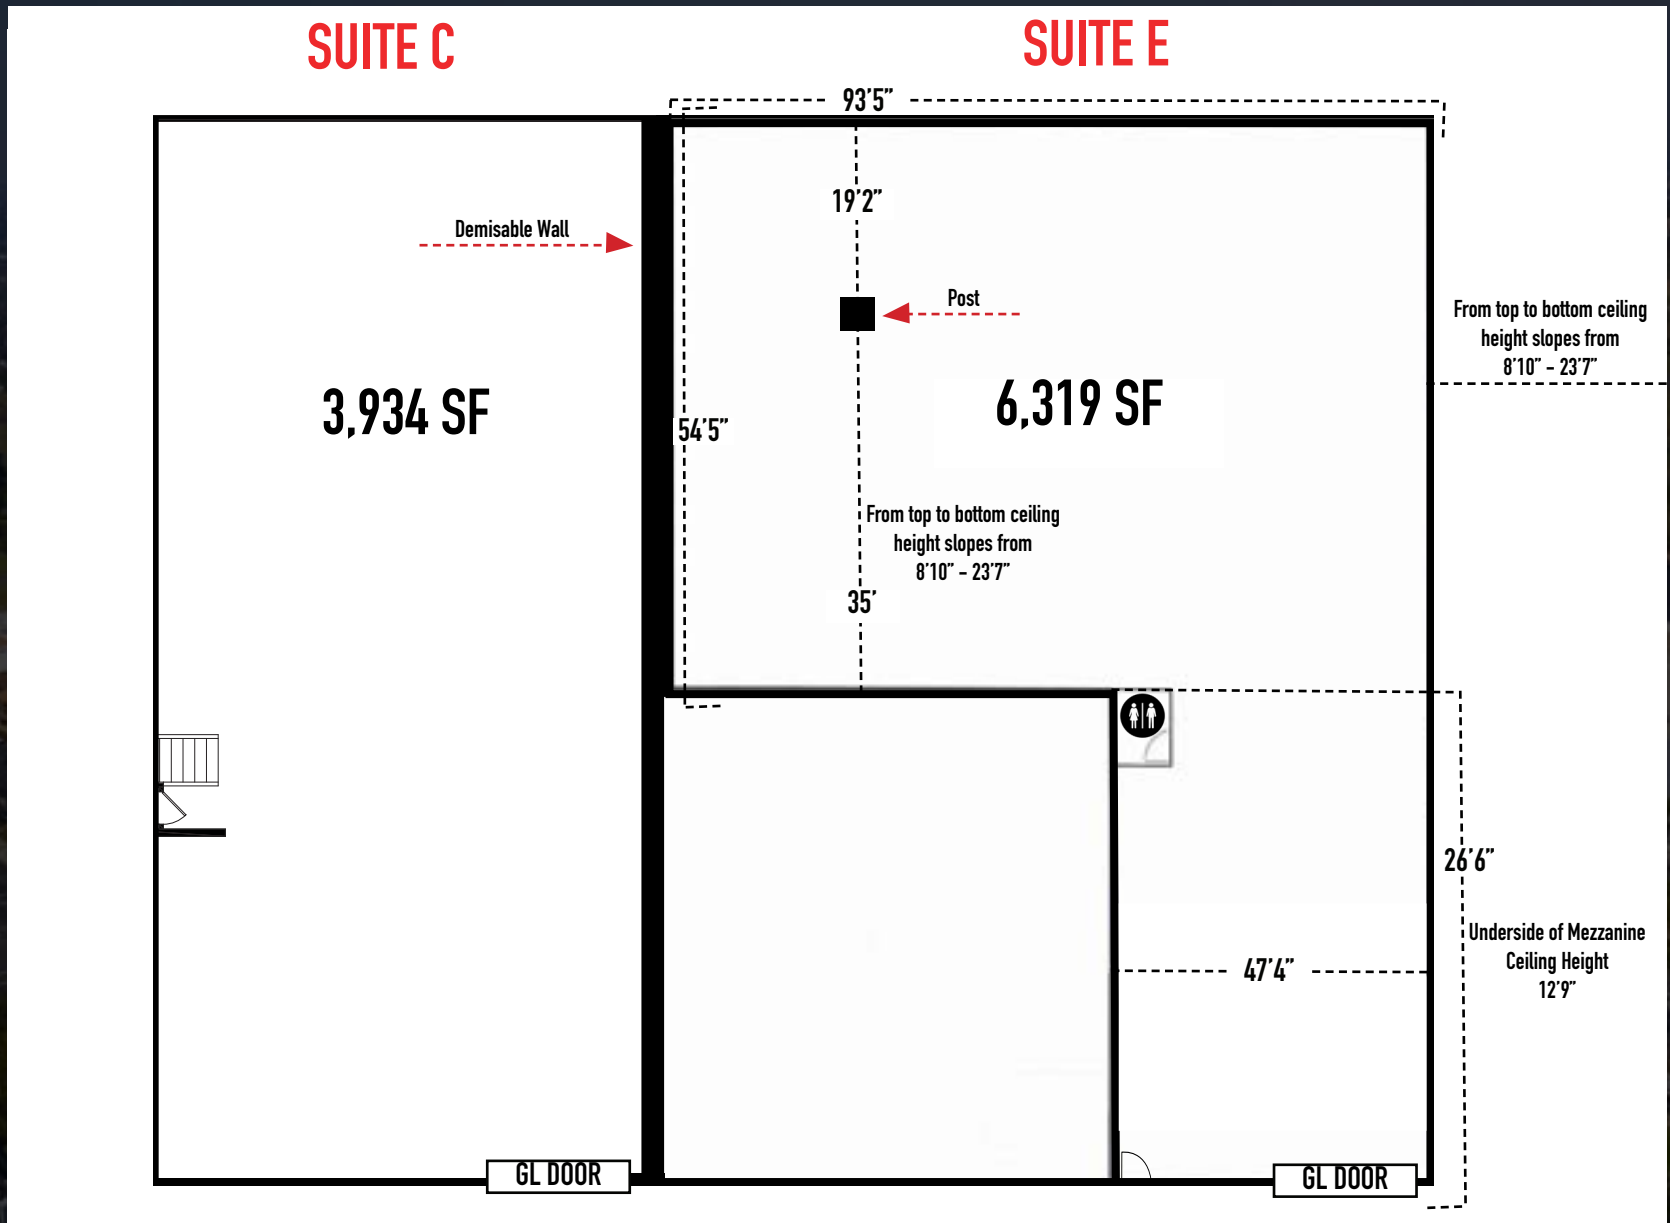 SUITE C
SUITE E
93'5”
19'2”
Demisable Wall
Post
From top to bottom ceiling
height slopes from
8'10” - 23'7”
3,934 SF
6,319 SF
54'5”
From top to bottom ceiling
height slopes from
8'10” - 23'7”
35'
26'6”
Underside of Mezzanine
Ceiling Height
12'9”
47'4”
GL DOOR
GL DOOR